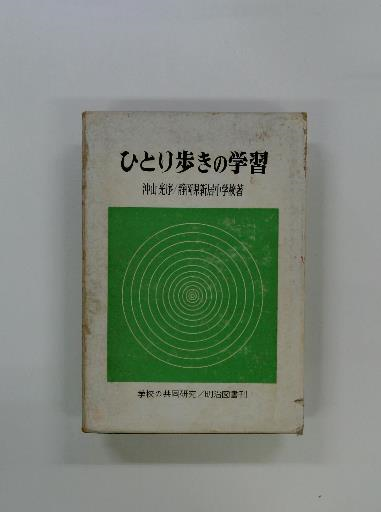 ひとり歩きの学習
沖山光序/静岡県新居中学校著
学校の共同研究/明治図書刊